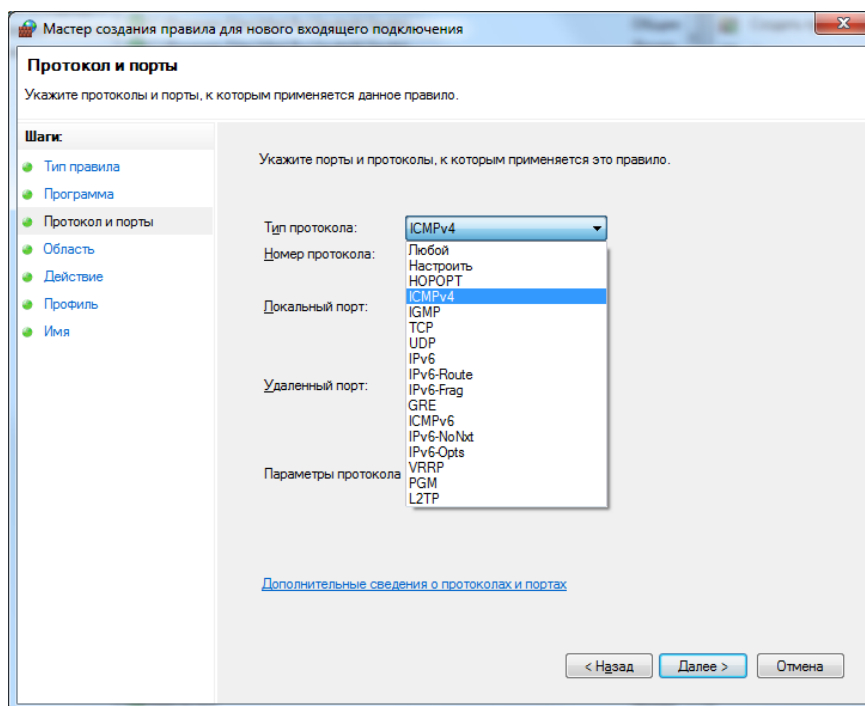 Мастер создания правила для нового входящего подключения
Протокол и порты
Укажите протоколы и порты, к которым применяется данное правило.
Шаги:
Тип правила
Программа
Протокол и порты
Область
Действие
Профиль
Имя
Укажите порты и протоколы, к которым применяется это правило.
Тип протокола: ICMPv4
Номер протокола:
Любой
Настроить
HOPOPT
ICMPv4
IGMP
TCP
UDP
IPv6
IPv6-Route
IPv6-Frag
GRE
ICMPv6
IPv6-NoNxt
IPv6-Opts
VRRP
PGM
L2TP
Локальный порт:
Удаленный порт:
Параметры протокола
Дополнительные сведения о протоколах и портах
< Назад
Далее >
Отмена